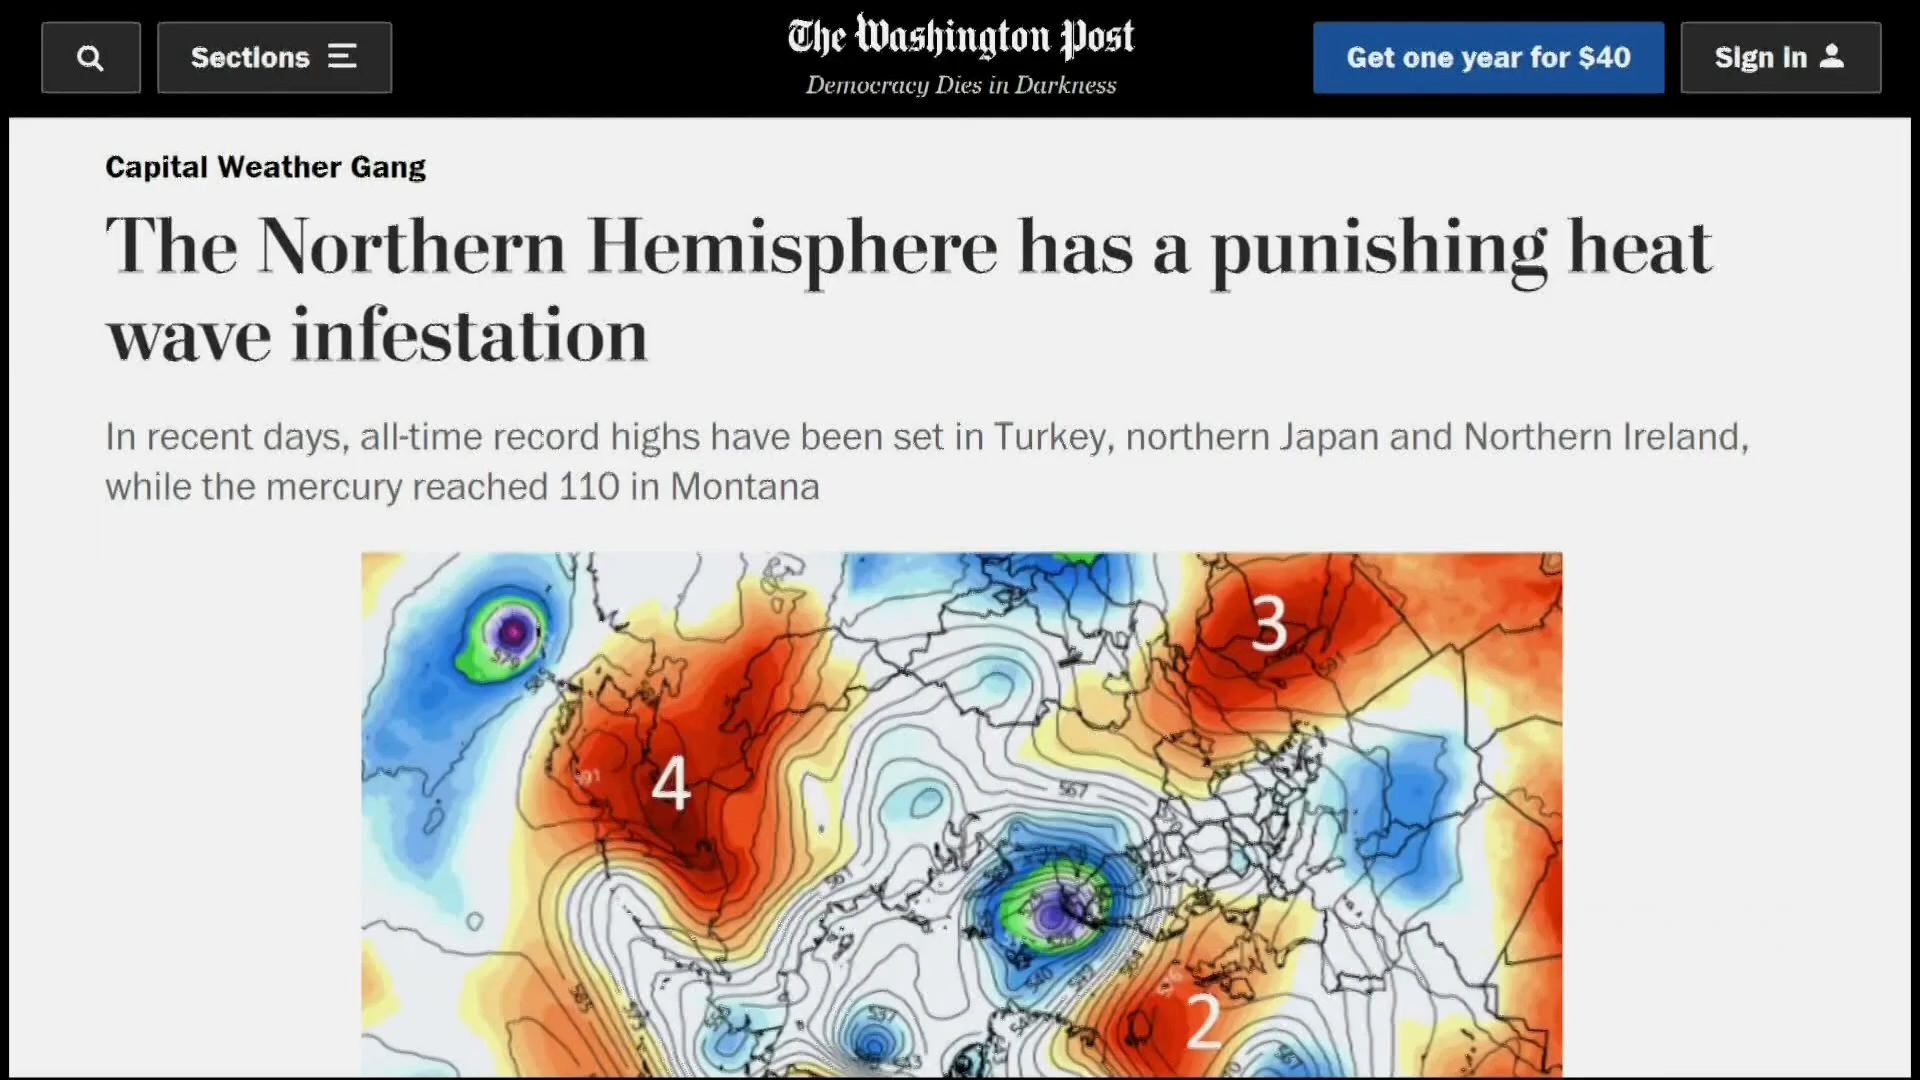 Sections
The Washington Post
Democracy Dies in Darkness
Get one year for $40
Sign In
Capital Weather Gang
The Northern Hemisphere has a punishing heat
wave infestation
In recent days, all-time record highs have been set in Turkey, northern Japan and Northern Ireland,
while the mercury reached 110 in Montana
3
4
567
2